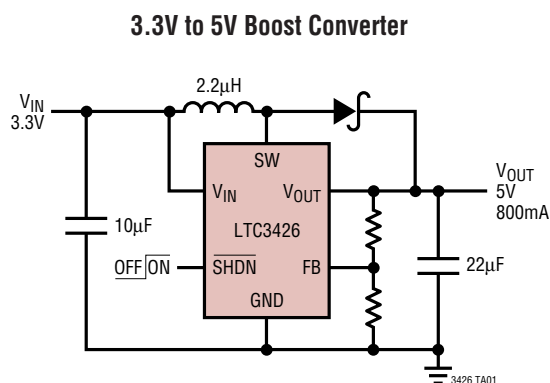 3.3V to 5V Boost Converter
2.2µH
VIN
3.3V
SW
VIN
VOUT
VOUT
5V
800mA
10µF
LTC3426
OFF ON
SHDN
FB
22µF
GND
3426 TA01